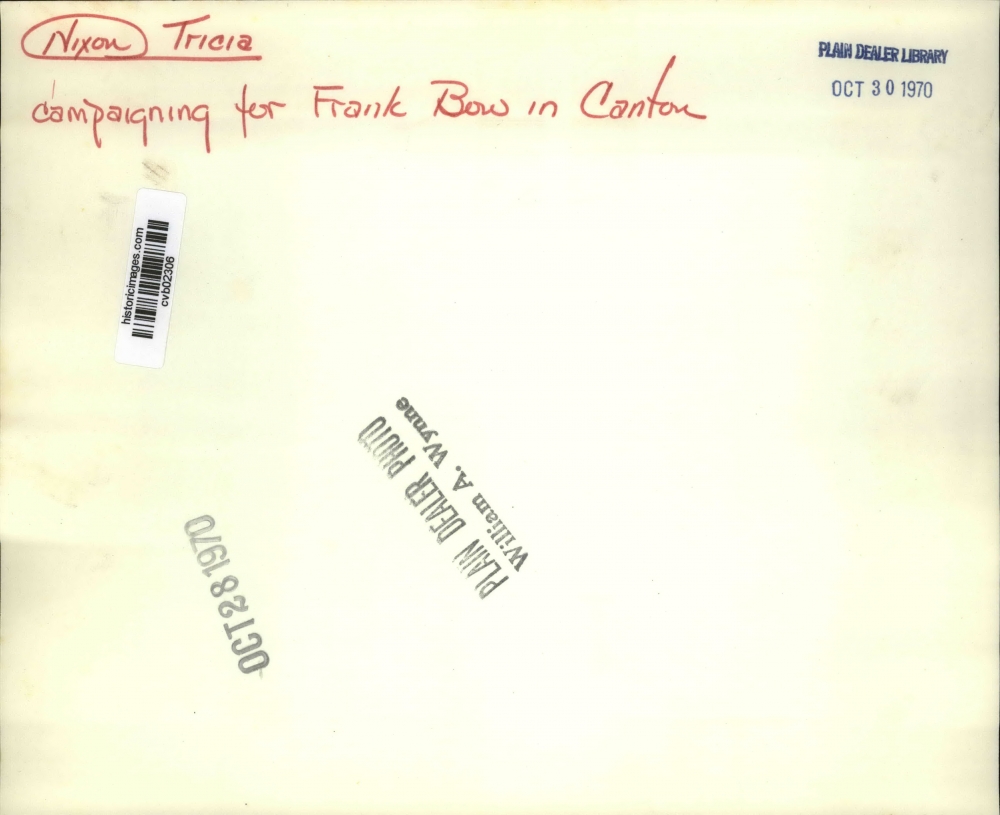 Nixon Tricia
campaigning for Frank Bow in Canton
PLAIN DEALER LIBRARY
OCT 30 1970
historicimages.com
cvb02306
PLAIN DEALER PHOTO
William A. Wynne
OCT 28 1970